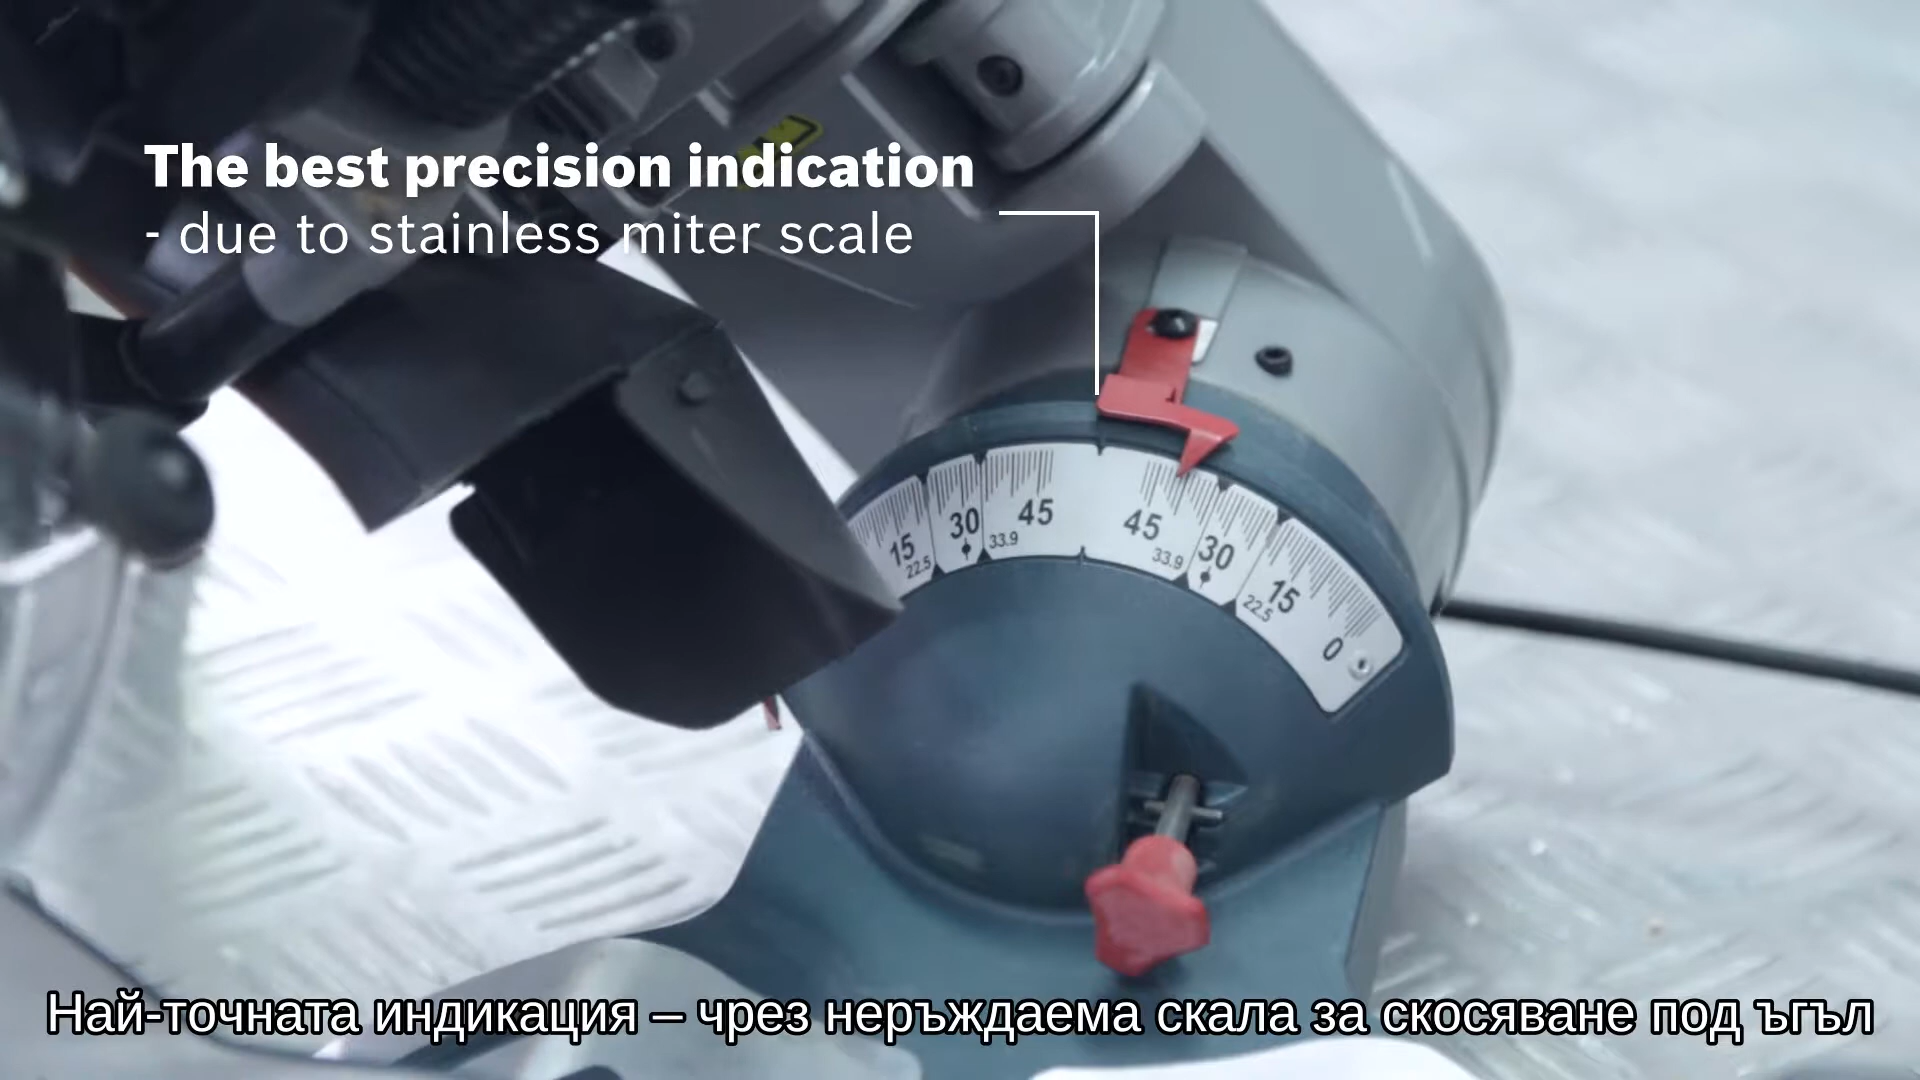 The best precision indication
- due to stainless miter scale
15 30 45 45 30 15 0
22.5 33.9 33.9 22.5
Най-точната индикация – чрез неръждаема скала за скосяване под ъгъл